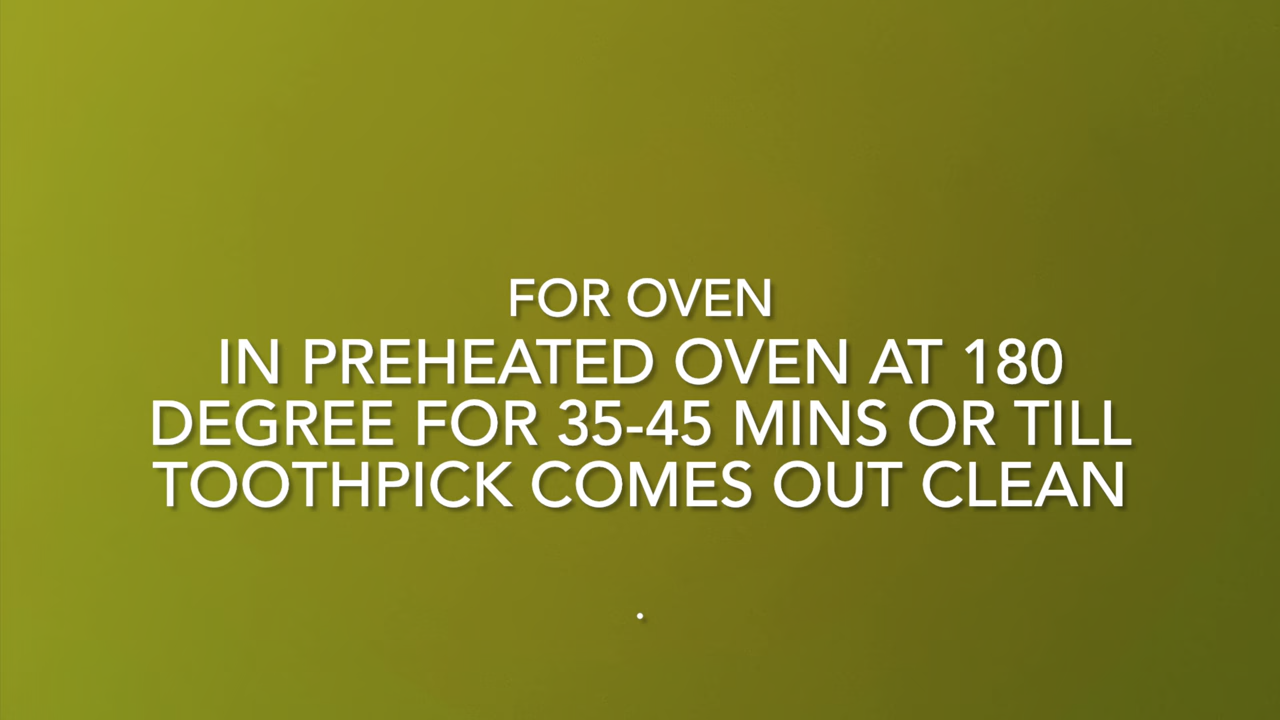 FOR OVEN
IN PREHEATED OVEN AT 180
DEGREE FOR 35-45 MINS OR TILL
TOOTHPICK COMES OUT CLEAN
.